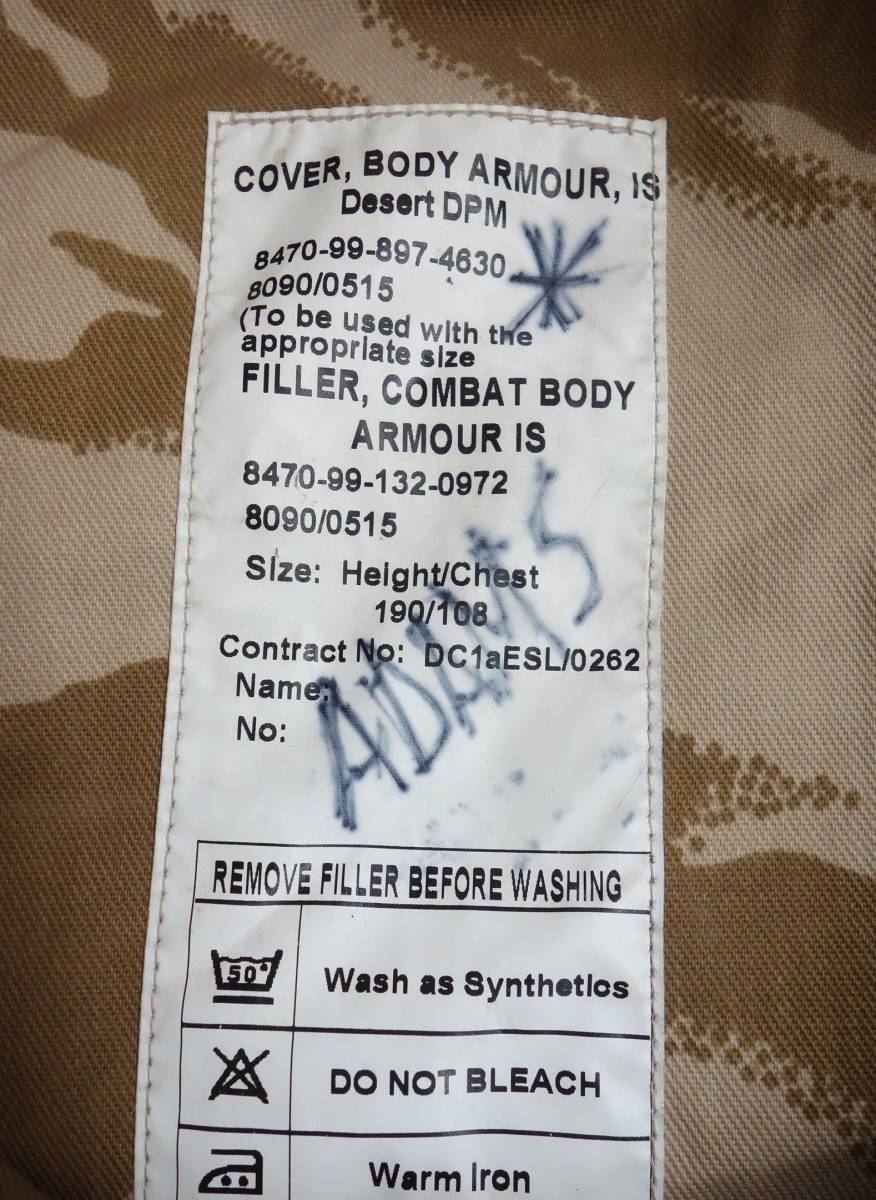 COVER, BODY ARMOUR, IS
Desert DPM
8470-99-897-4630
8090/0515
(To be used with the
appropriate size
FILLER, COMBAT BODY
ARMOUR IS
8470-99-132-0972
8090/0515
Size: Height/Chest
190/108
Contract No: DC1aESL/0262
Name:
No:
ADAMS
REMOVE FILLER BEFORE WASHING
50° Wash as Synthetics
DO NOT BLEACH
Warm Iron